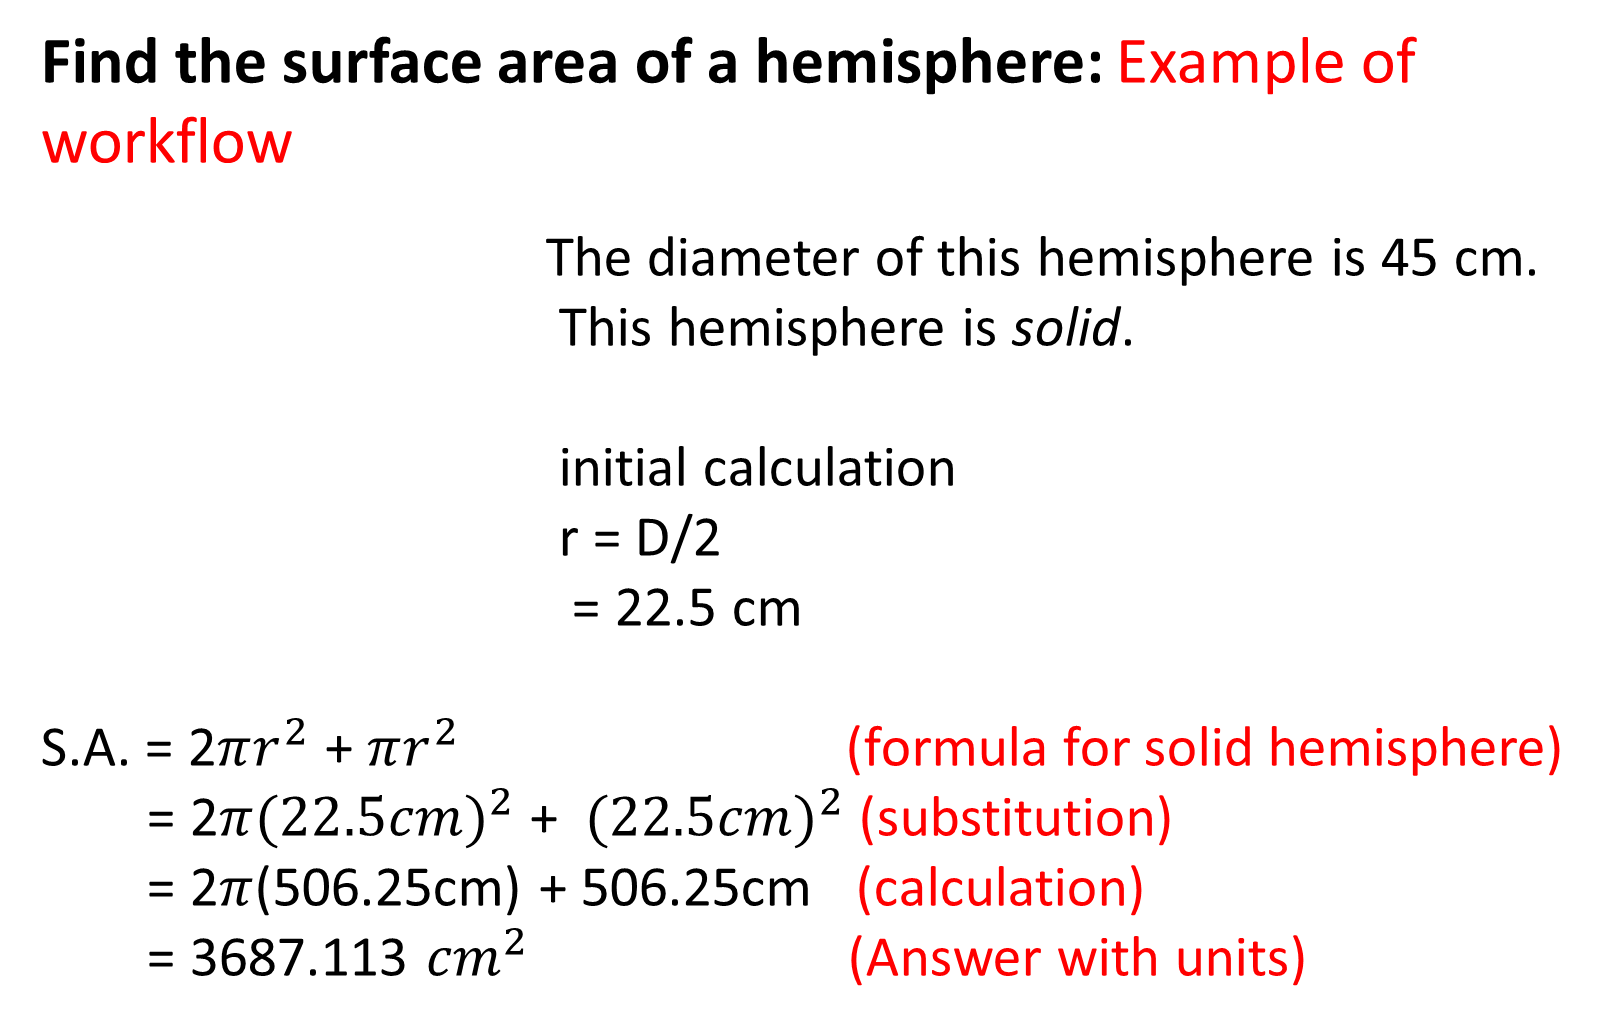 Find the surface area of a hemisphere: Example of
workflow
The diameter of this hemisphere is 45 cm.
This hemisphere is solid.
initial calculation
r = D/2
= 22.5 cm
S.A. = 2𝜋𝑟² + 𝜋𝑟² (formula for solid hemisphere)
= 2𝜋(22.5𝑐𝑚)² + (22.5𝑐𝑚)² (substitution)
= 2𝜋(506.25cm) + 506.25cm (calculation)
= 3687.113 𝑐𝑚² (Answer with units)